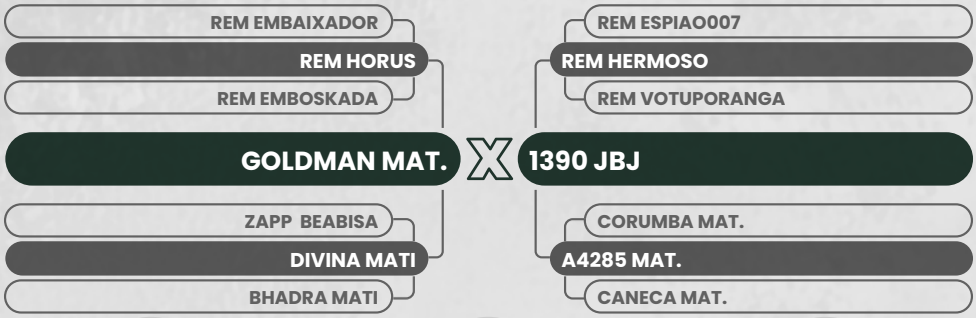 REM EMBAIXADOR
REM HORUS
REM EMBOSKADA
GOLDMAN MAT.
ZAPP BEABISA
DIVINA MATI
BHADRA MATI
X
REM ESPIAO007
REM HERMOSO
REM VOTUPORANGA
1390 JBJ
CORUMBA MAT.
A4285 MAT.
CANECA MAT.